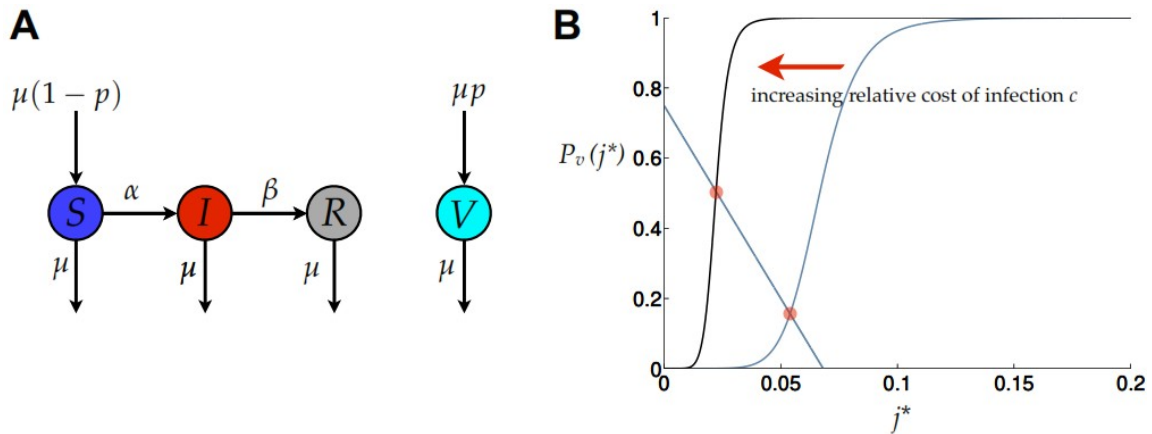 A
μ(1 − p)
μp
S
α
I
β
R
V
μ
μ
μ
μ
B
1
0.8
0.6
0.4
0.2
0
P_v(j*)
increasing relative cost of infection c
0
0.05
0.1
0.15
0.2
j*